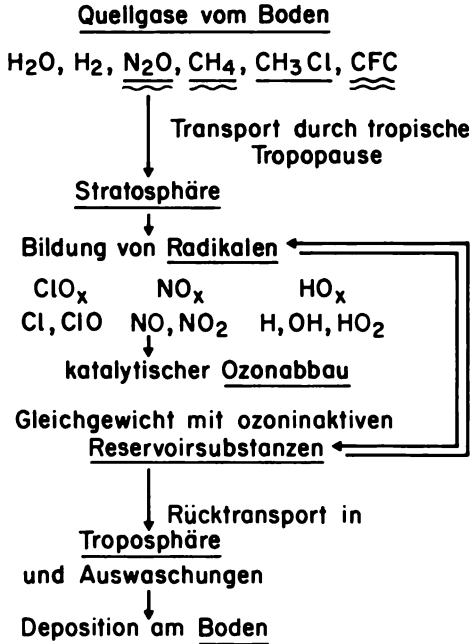 Quellgase vom Boden
H₂O, H₂, N₂O, CH₄, CH₃Cl, CFC
Transport durch tropische
Tropopause
Stratosphäre
Bildung von Radikalen
ClOₓ NOₓ HOₓ
Cl, ClO NO, NO₂ H, OH, HO₂
katalytischer Ozonabbau
Gleichgewicht mit ozoninaktiven
Reservoirsubstanzen
Rücktransport in
Troposphäre
und Auswaschungen
Deposition am Boden